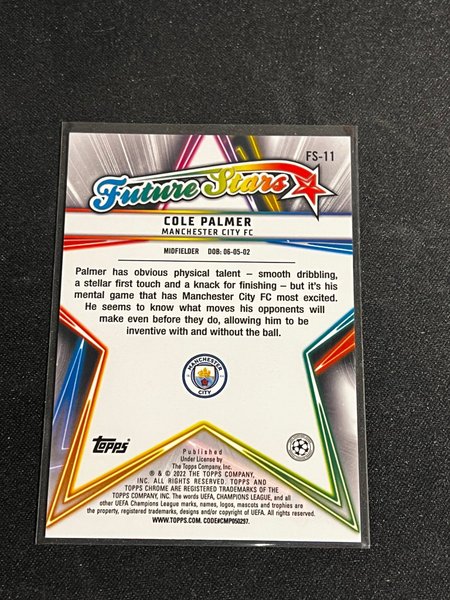 FS-11
Future Stars
COLE PALMER
MANCHESTER CITY FC
MIDFIELDER DOB: 06-05-02
Palmer has obvious physical talent – smooth dribbling,
a stellar first touch and a knack for finishing – but it's his
mental game that has Manchester City FC most excited.
He seems to know what moves his opponents will
make even before they do, allowing him to be
inventive with and without the ball.
MANCHESTER
CITY
TOPPS
Published
Under License by
The Topps Company, Inc.
® & © 2022 THE TOPPS COMPANY,
INC. ALL RIGHTS RESERVED. TOPPS AND
TOPPS CHROME ARE REGISTERED TRADEMARKS OF THE
TOPPS COMPANY, INC. The words UEFA, CHAMPIONS LEAGUE, and all
other UEFA Champions League marks, names, logos, mascots and trophies are
the property, registered trademarks, designs and/or copyright of UEFA. All rights reserved.
WWW.TOPPS.COM. CODE#CMP050297.